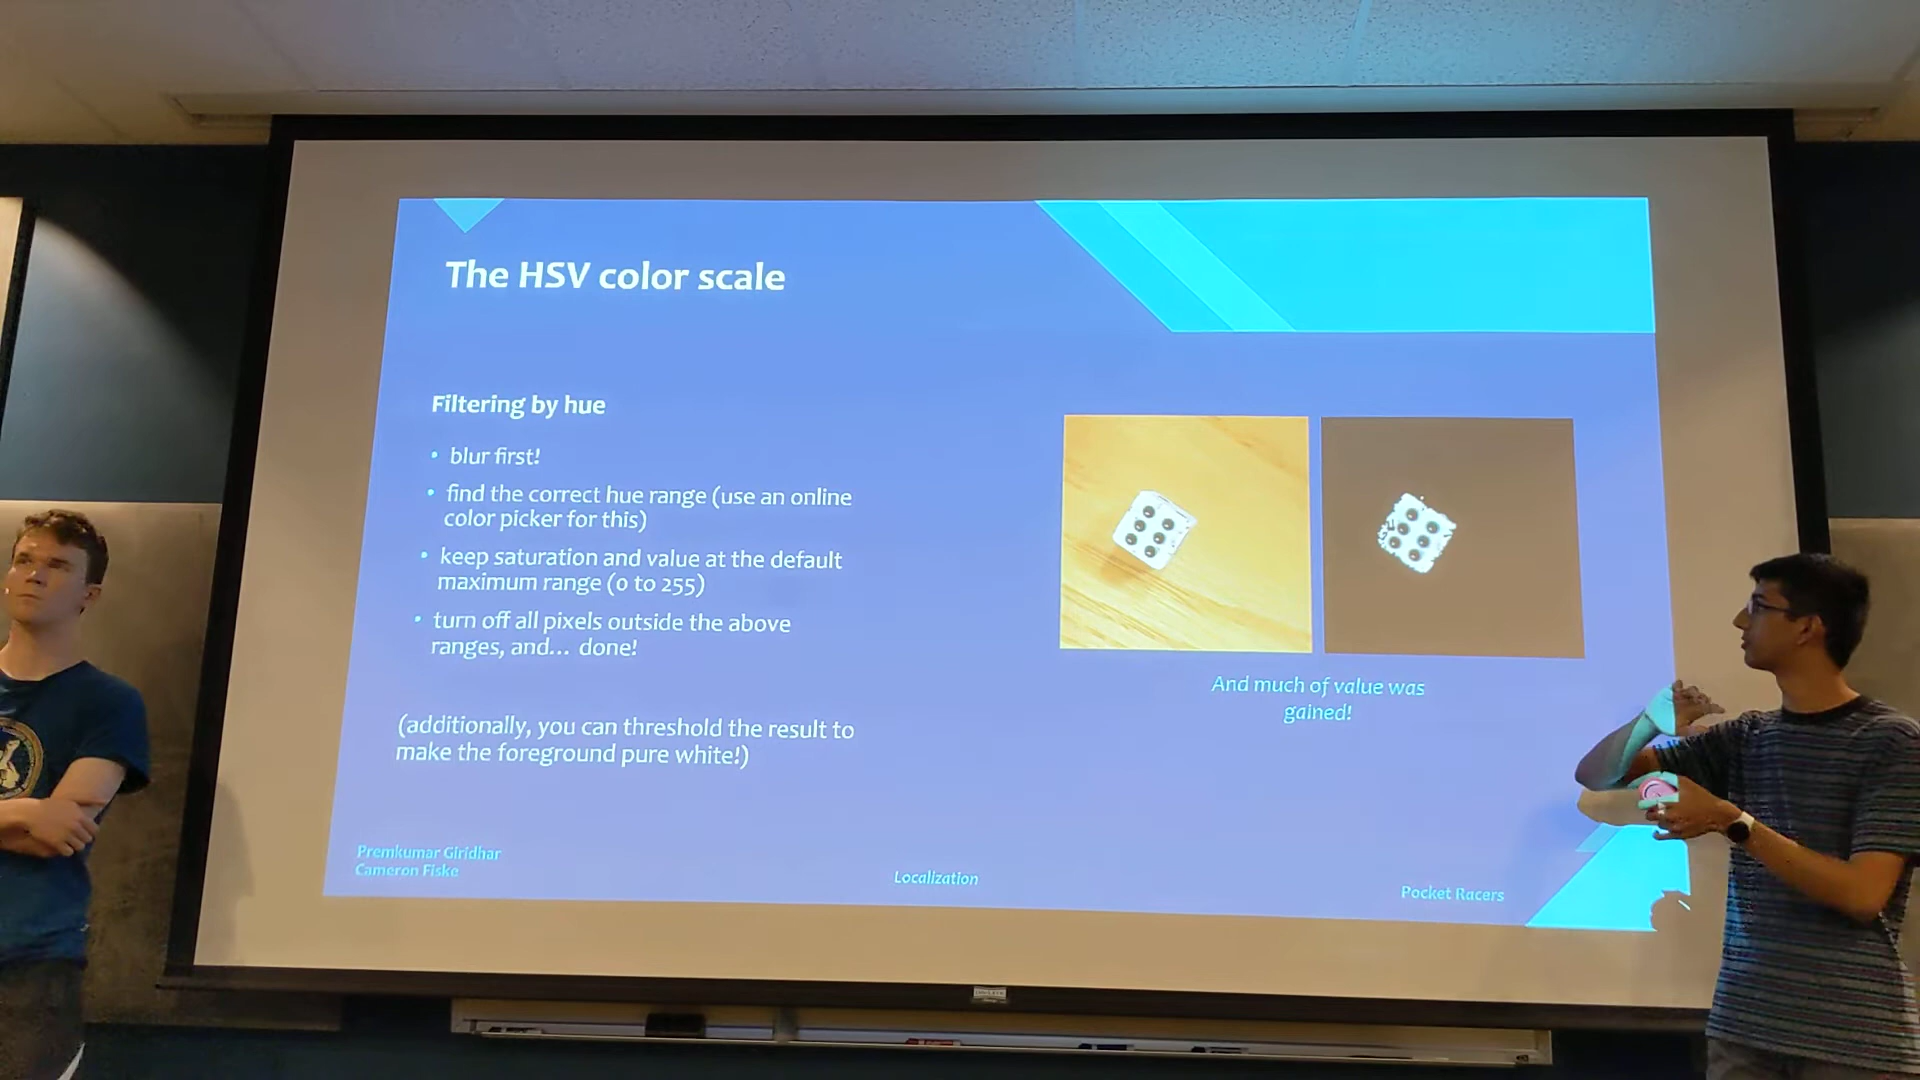 The HSV color scale
Filtering by hue
• blur first!
• find the correct hue range (use an online
color picker for this)
• keep saturation and value at the default
maximum range (0 to 255)
• turn off all pixels outside the above
ranges, and... done!
(additionally, you can threshold the result to
make the foreground pure white!)
And much of value was
gained!
Premkumar Giridhar
Cameron Fiske
Localization
Pocket Racers